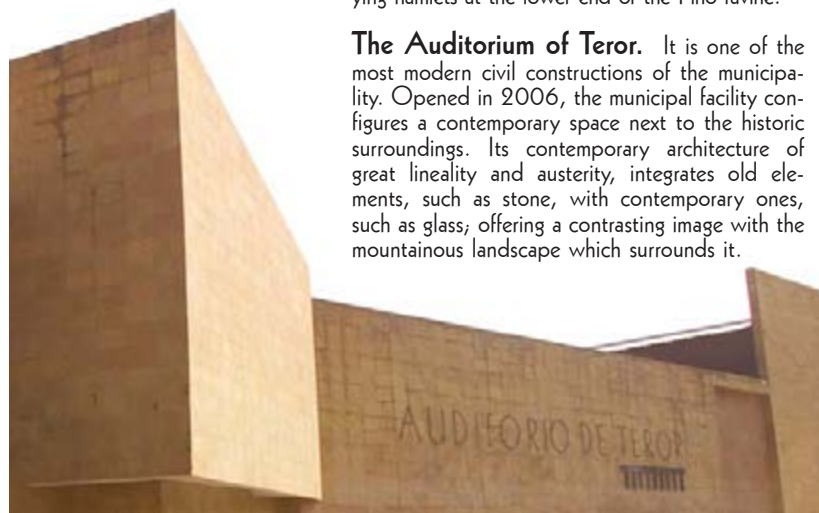 ying hamlets at the lower end of the Pino ravine.
The Auditorium of Teror. It is one of the
most modern civil constructions of the municipa-
lity. Opened in 2006, the municipal facility con-
figures a contemporary space next to the historic
surroundings. Its contemporary architecture of
great lineality and austerity, integrates old ele-
ments, such as stone, with contemporary ones,
such as glass; offering a contrasting image with the
mountainous landscape which surrounds it.
AUDITORIO DE TEROR